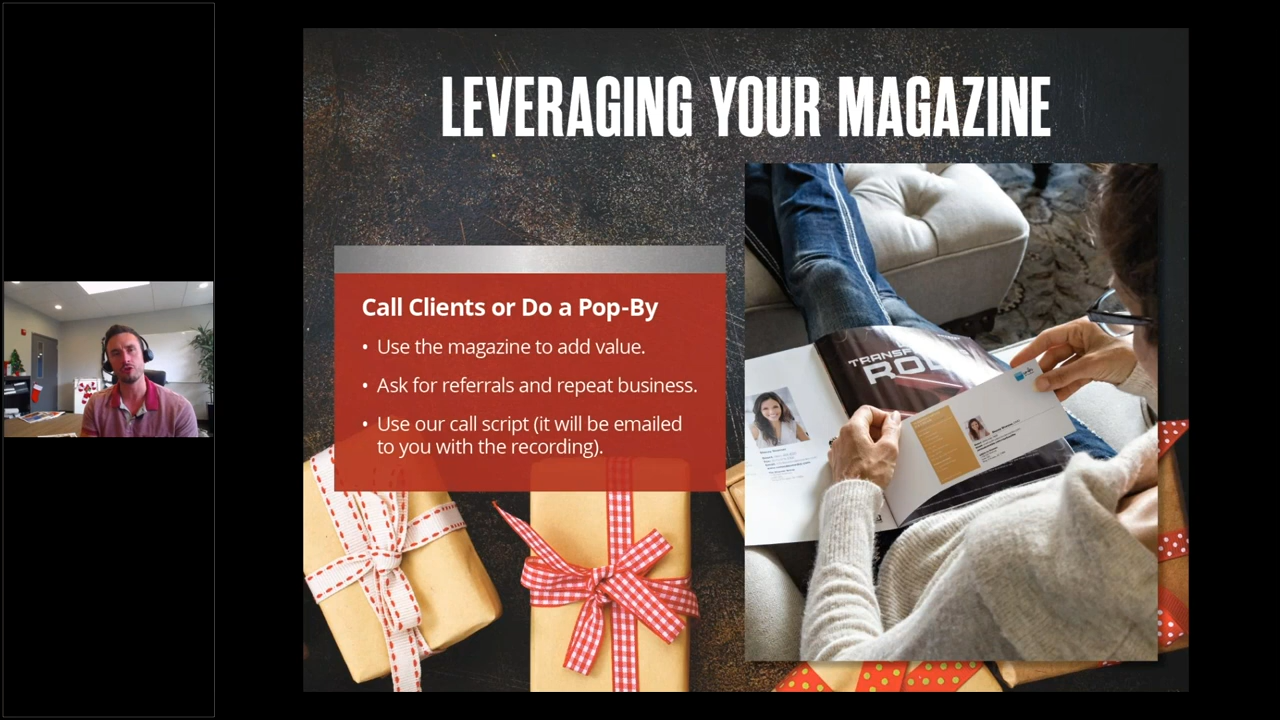 LEVERAGING YOUR MAGAZINE
Call Clients or Do a Pop-By
• Use the magazine to add value.
• Ask for referrals and repeat business.
• Use our call script (it will be emailed
to you with the recording).